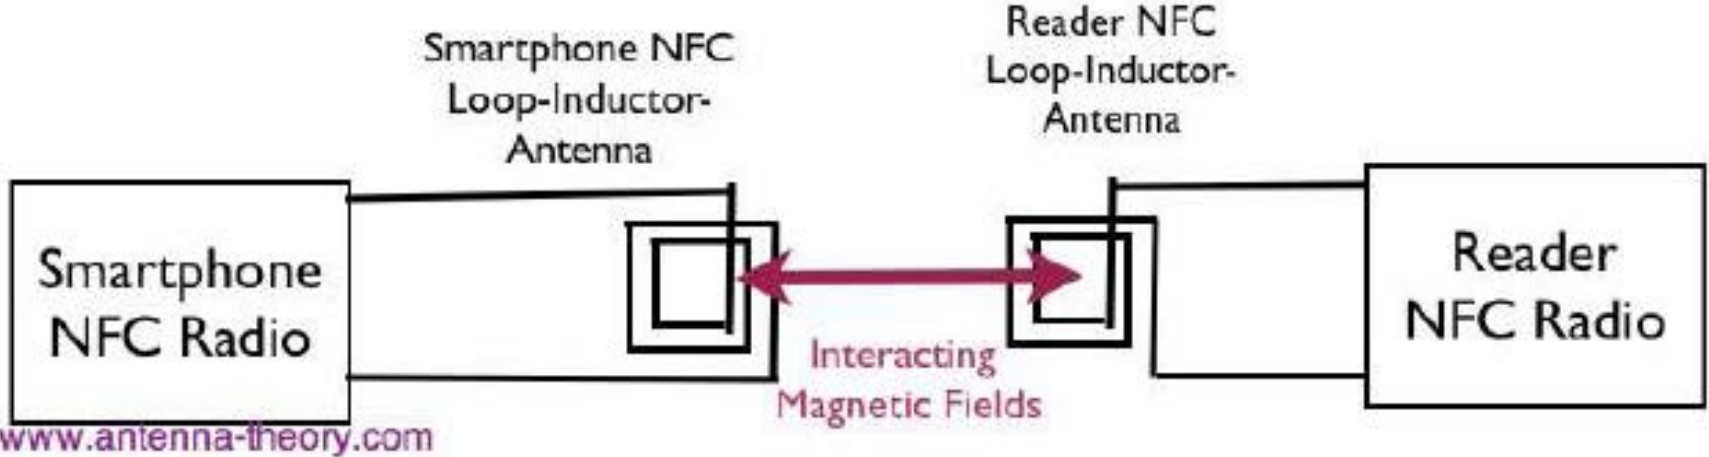 Smartphone NFC
Loop-Inductor-
Antenna
Reader NFC
Loop-Inductor-
Antenna
Smartphone
NFC Radio
Interacting
Magnetic Fields
Reader
NFC Radio
www.antenna-theory.com